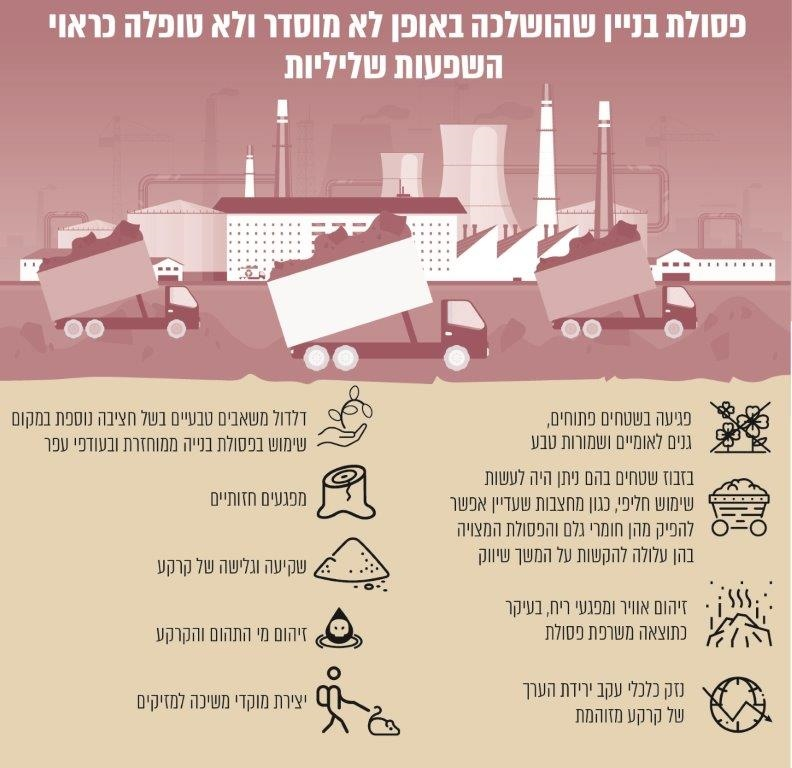 פסולת בניין שהושלכה באופן לא מוסדר ולא טופלה כראוי
השפעות שליליות
פגיעה בשטחים פתוחים,
גנים לאומיים ושמורות טבע
בזבוז שטחים בהם ניתן היה לעשות
שימוש חליפי, כגון מחצבות שעדיין אפשר
להפיק מהן חומרי גלם והפסולת המצויה
בהן עלולה להקשות על המשך שיווק
זיהום אוויר ומפגעי ריח, בעיקר
כתוצאה משרפת פסולת
נזק כלכלי עקב ירידת הערך
של קרקע מזוהמת
דלדול משאבים טבעיים בשל חציבה נוספת במקום
שימוש בפסולת בנייה ממוחזרת ובעודפי עפר
מפגעים חזותיים
שקיעה וגלישה של קרקע
זיהום מי התהום והקרקע
יצירת מוקדי משיכה למזיקים